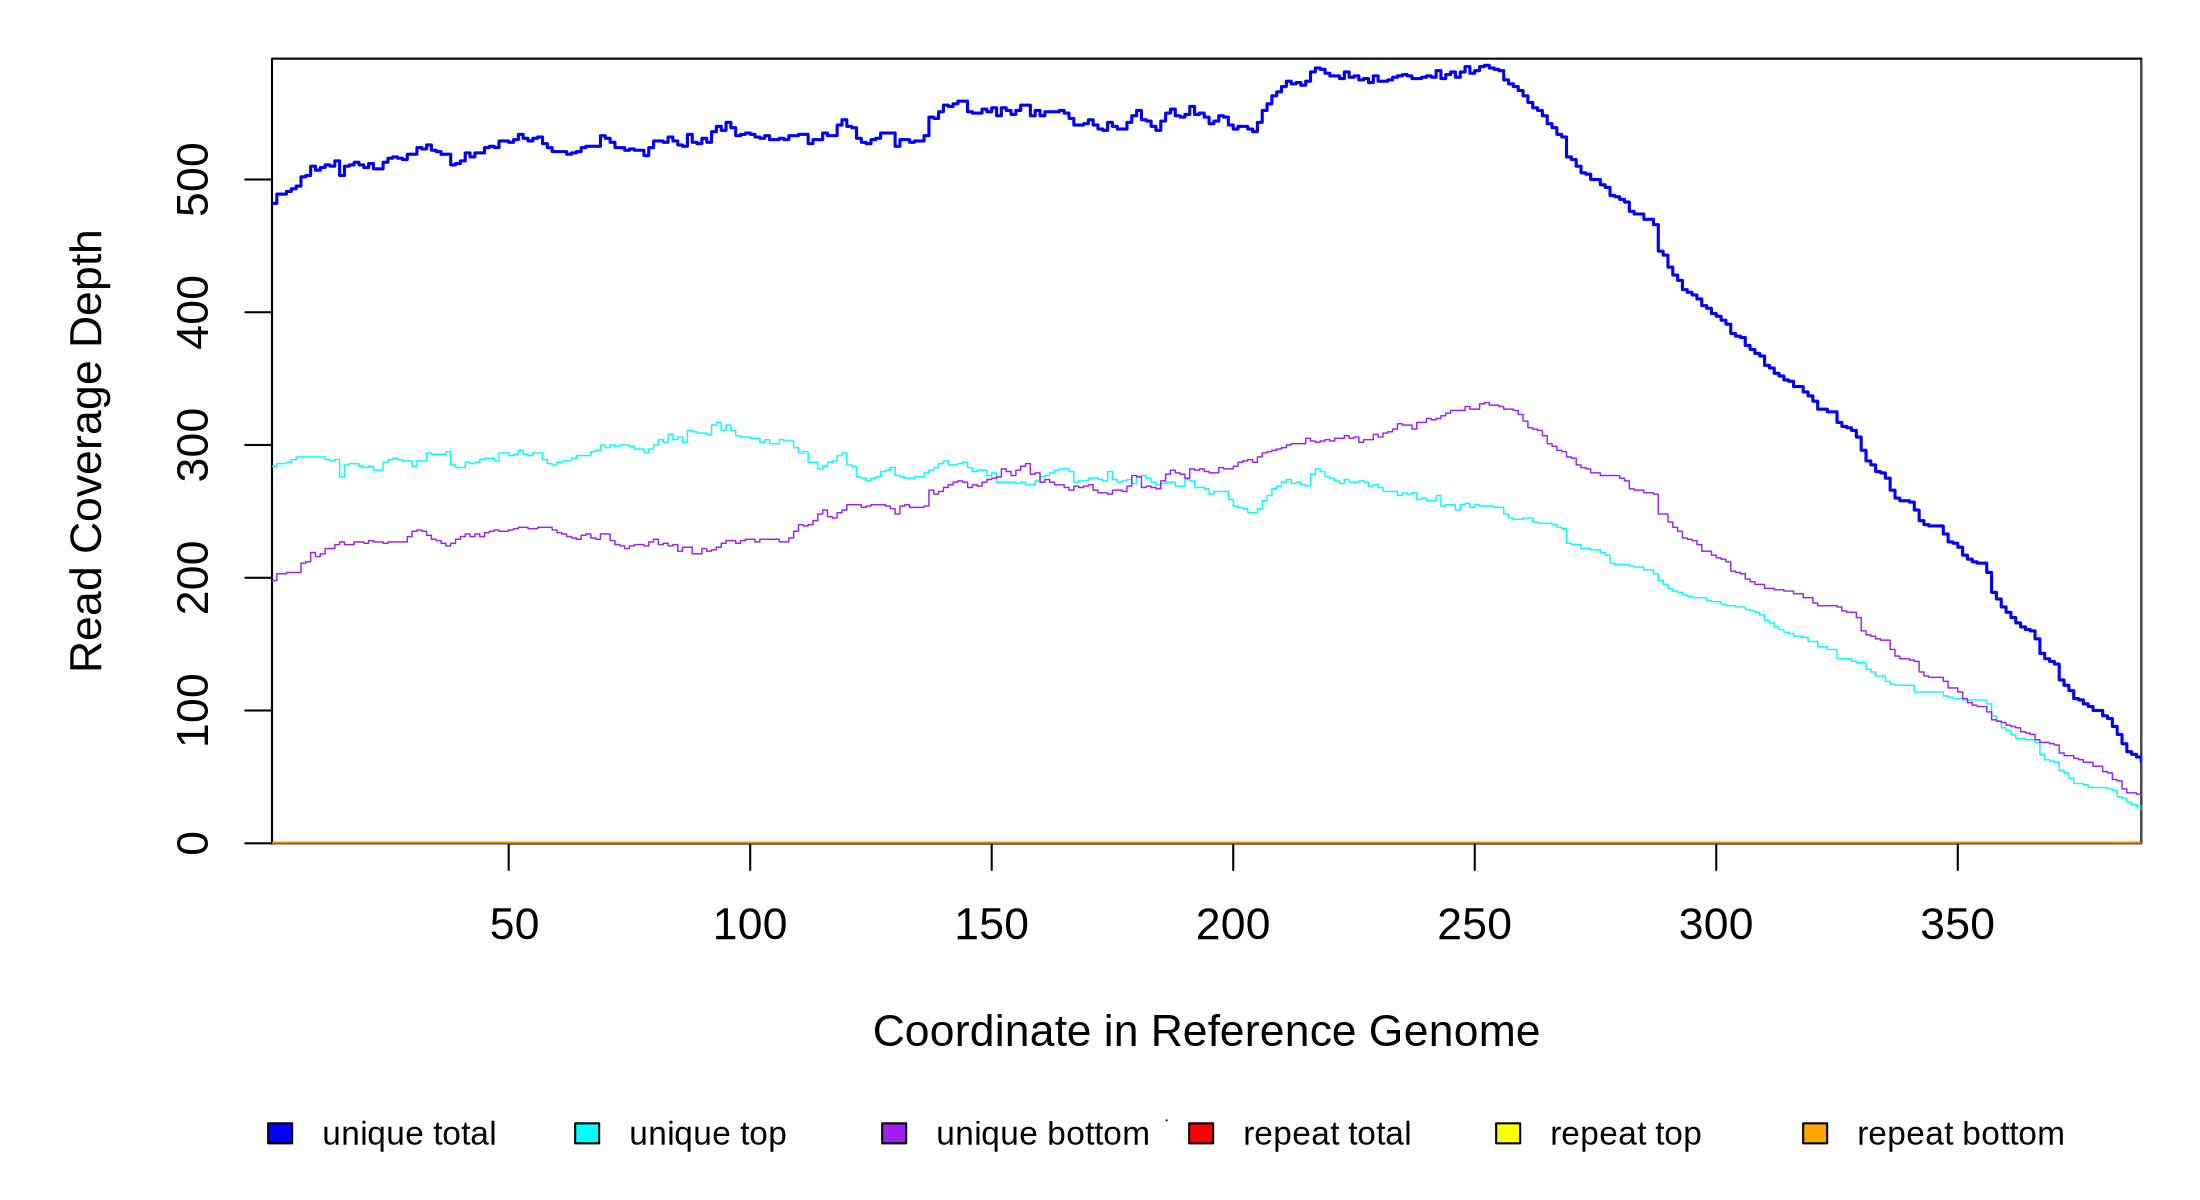 Read Coverage Depth
500
400
300
200
100
0
50 100 150 200 250 300 350
Coordinate in Reference Genome
unique total unique top unique bottom repeat total repeat top repeat bottom